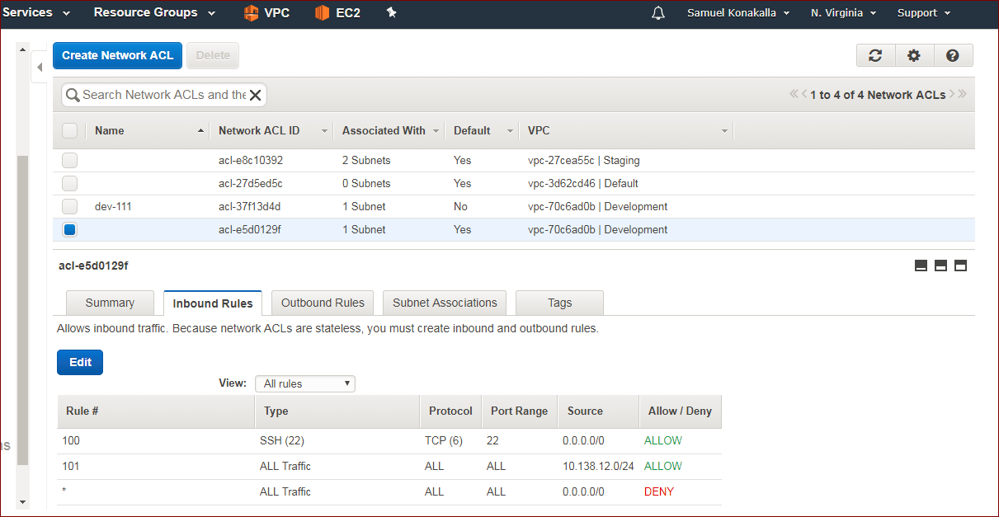 Services Resource Groups VPC EC2 Samuel Konakalla N. Virginia Support
Create Network ACL Delete
Search Network ACLs and the 1 to 4 of 4 Network ACLs
Name Network ACL ID Associated With Default VPC
acl-e8c10392 2 Subnets Yes vpc-27cea55c | Staging
acl-27d5ed5c 0 Subnets Yes vpc-3d62cd46 | Default
dev-111 acl-37f13d4d 1 Subnet No vpc-70c6ad0b | Development
acl-e5d0129f 1 Subnet Yes vpc-70c6ad0b | Development
acl-e5d0129f
Summary Inbound Rules Outbound Rules Subnet Associations Tags
Allows inbound traffic. Because network ACLs are stateless, you must create inbound and outbound rules.
Edit
View: All rules
Rule # Type Protocol Port Range Source Allow / Deny
100 SSH (22) TCP (6) 22 0.0.0.0/0 ALLOW
101 ALL Traffic ALL ALL 10.138.12.0/24 ALLOW
* ALL Traffic ALL ALL 0.0.0.0/0 DENY